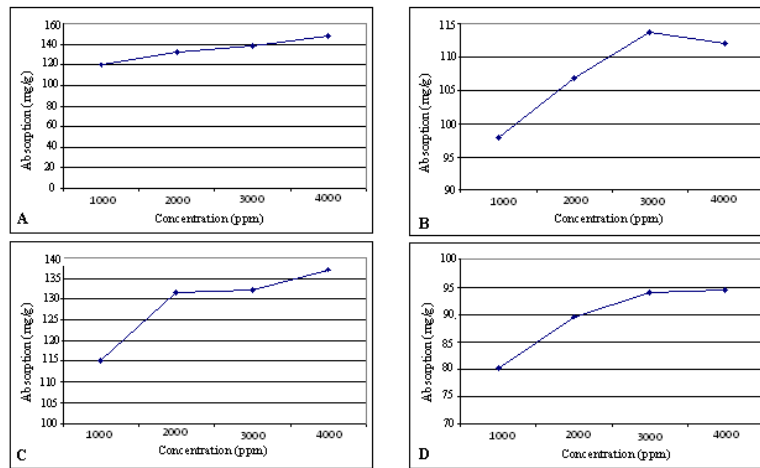 160
140
120
100
80
60
40
20
0
Absorption (mg/g)
1000 2000 3000 4000
Concentration (ppm)
A
115
110
105
100
95
90
Absorption (mg/g)
1000 2000 3000 4000
Concentration (ppm)
B
140
135
130
125
120
115
110
105
100
Absorption (mg/g)
1000 2000 3000 4000
Concentration (ppm)
C
100
95
90
85
80
75
70
Absorption (mg/g)
1000 2000 3000 4000
Concentration (ppm)
D